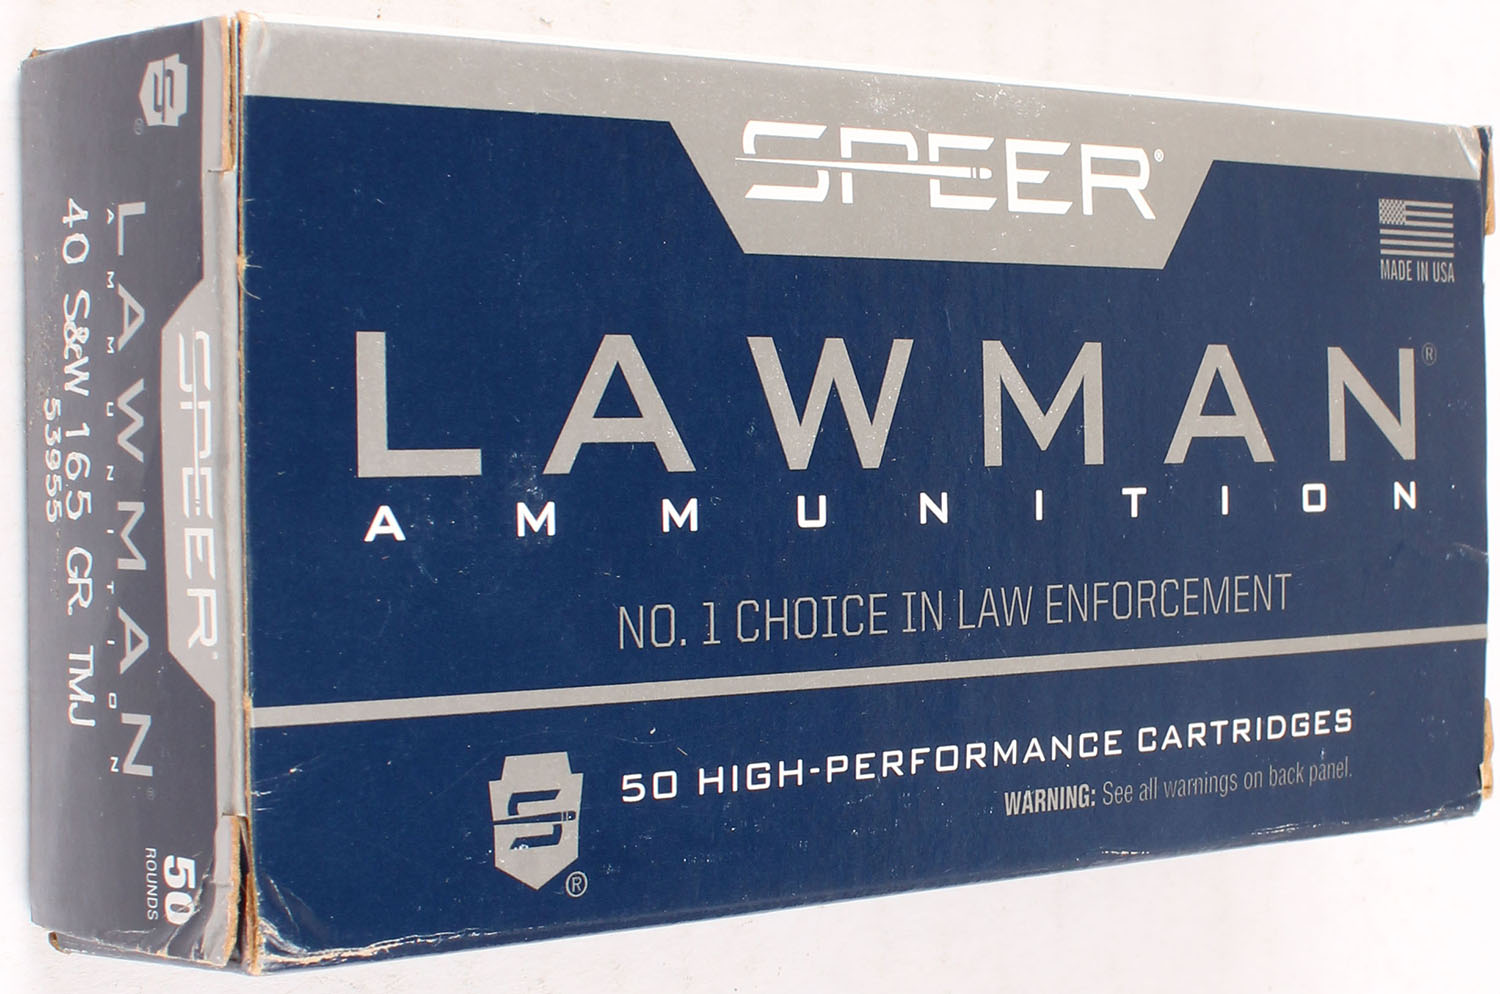 SPEER®
MADE IN USA
LAWMAN®
AMMUNITION
NO. 1 CHOICE IN LAW ENFORCEMENT
50 HIGH-PERFORMANCE CARTRIDGES
WARNING: See all warnings on back panel.
®
®
SPEER®
LAWMAN®
AMMUNITION
40 S&W 165 GR. TMJ
53955
50
ROUNDS